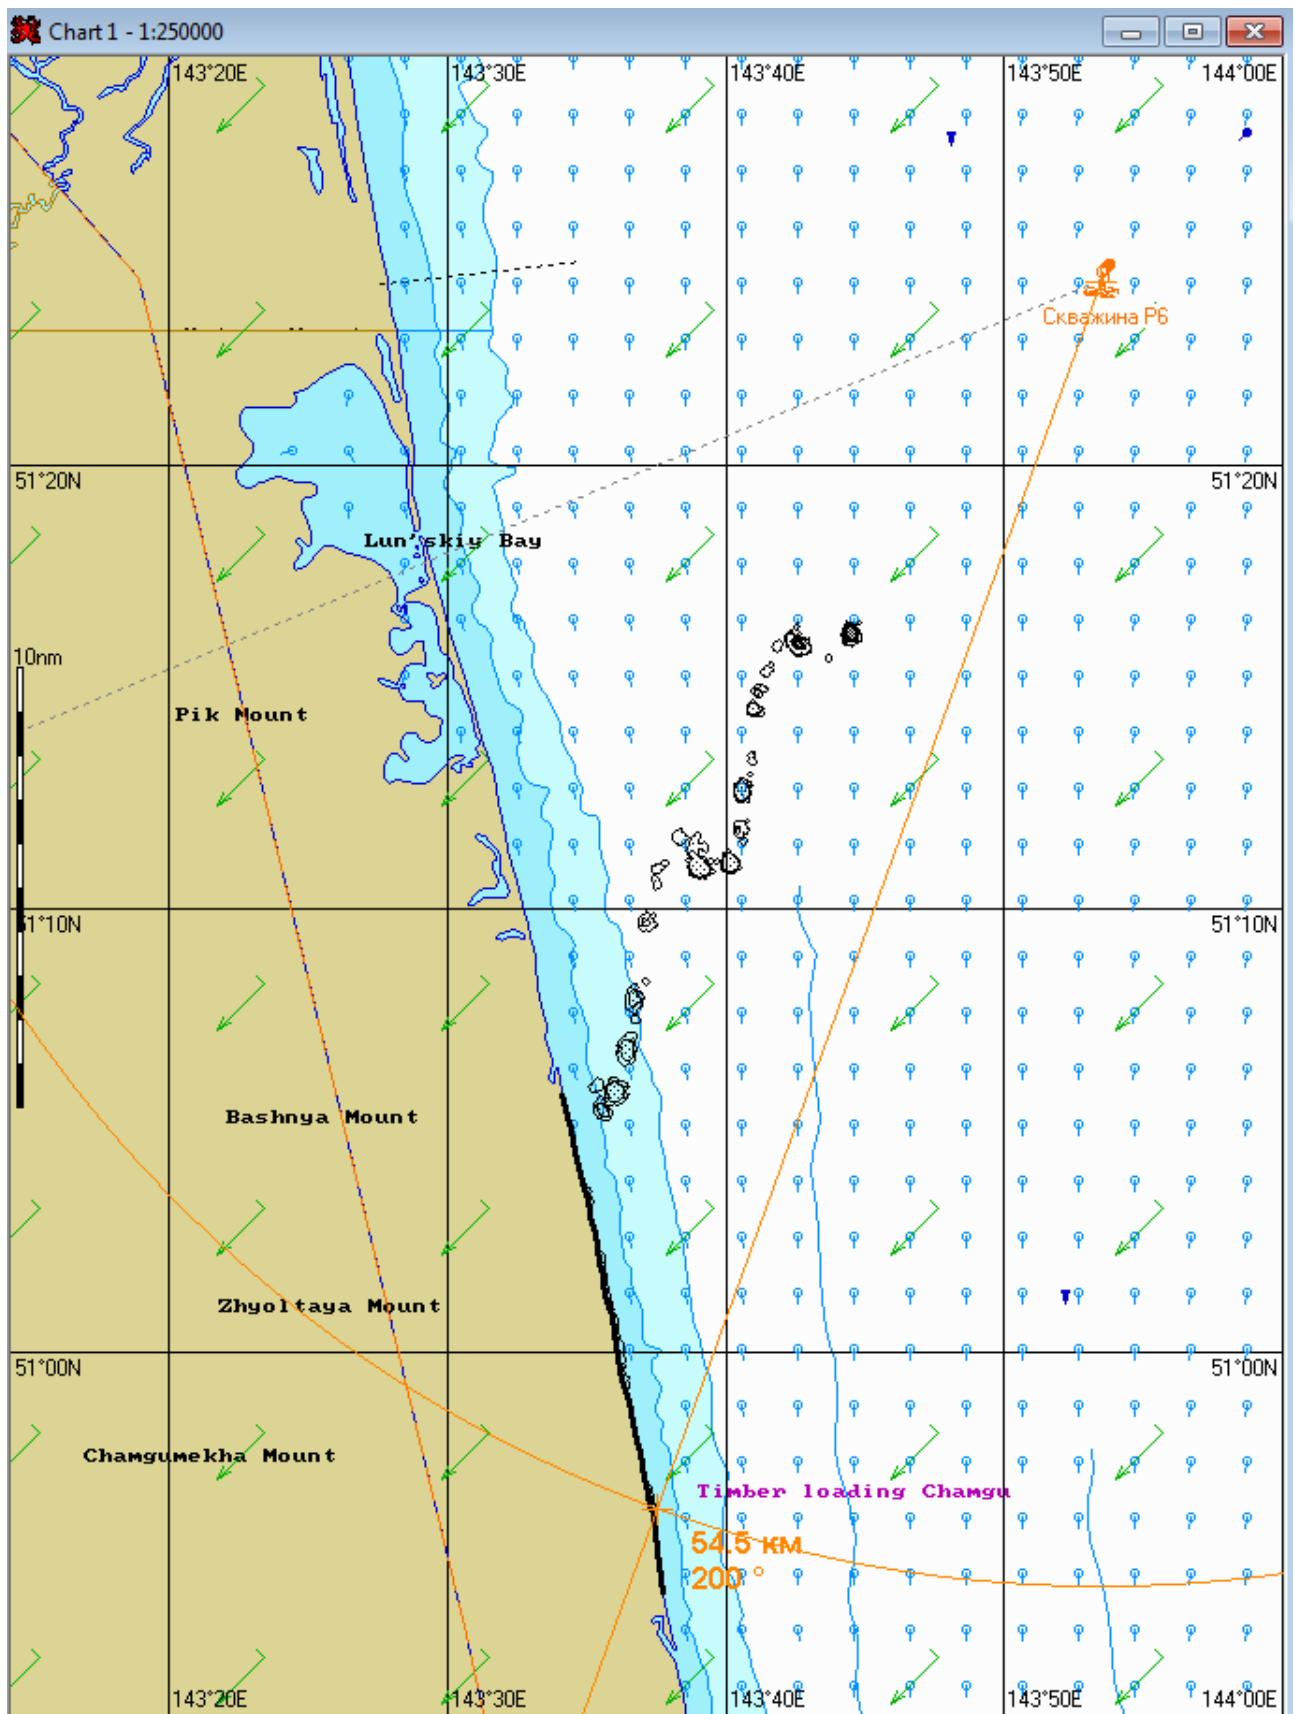 Chart 1 - 1:250000
143°20E 143°30E 143°40E 143°50E 144°00E
Скважина Р6
51°20N 51°20N
Lun'skiy Bay
10nm
Pik Mount
51°10N 51°10N
Bashnya Mount
Zhyoltaya Mount
51°00N 51°00N
Chamgumekha Mount
Timber loading Chamgu
54.5 км
200 °
143°20E 143°30E 143°40E 143°50E 144°00E